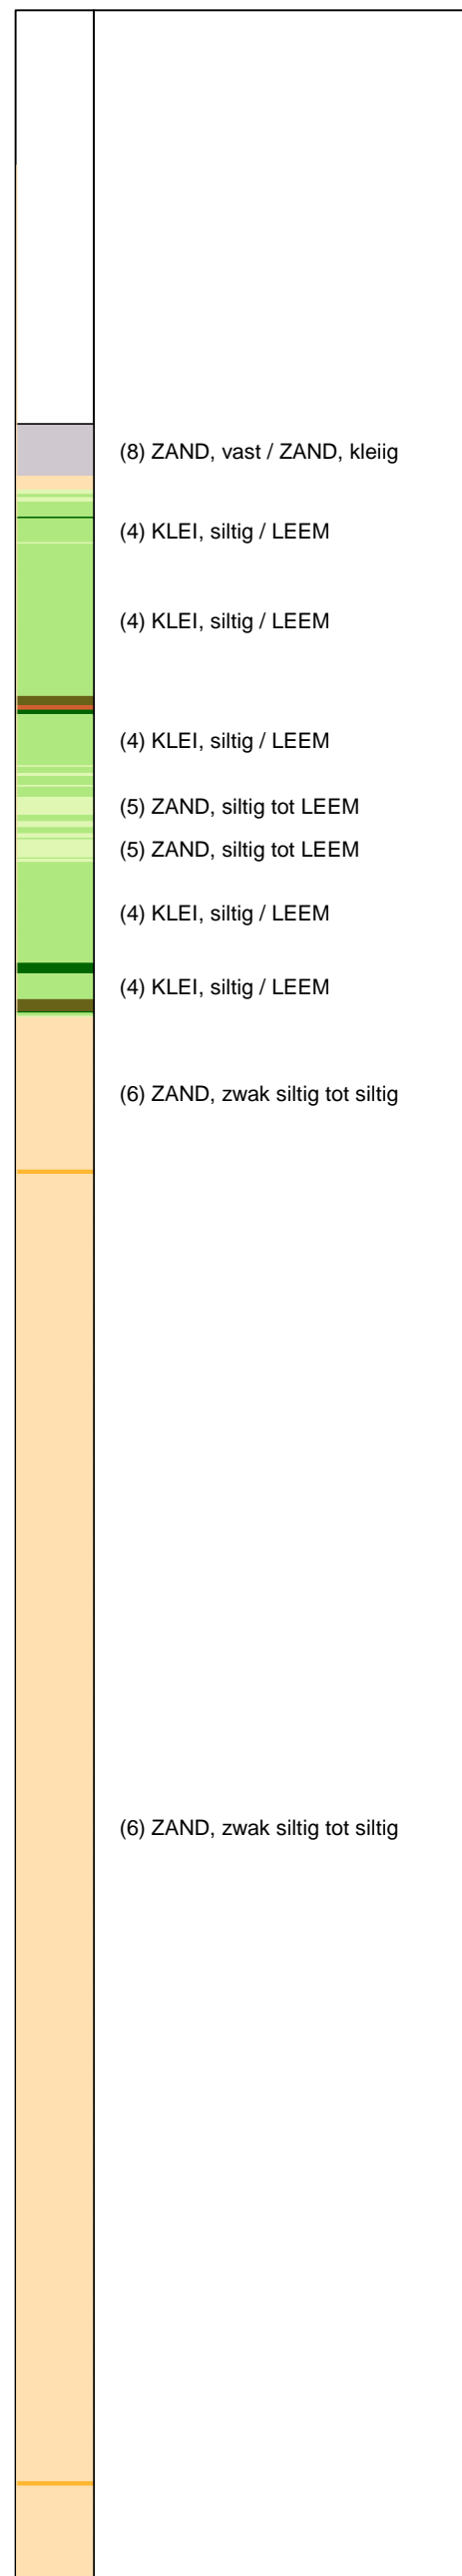 (8) ZAND, vast / ZAND, kleiig
(4) KLEI, siltig / LEEM
(4) KLEI, siltig / LEEM
(4) KLEI, siltig / LEEM
(5) ZAND, siltig tot LEEM
(5) ZAND, siltig tot LEEM
(4) KLEI, siltig / LEEM
(4) KLEI, siltig / LEEM
(6) ZAND, zwak siltig tot siltig
(6) ZAND, zwak siltig tot siltig